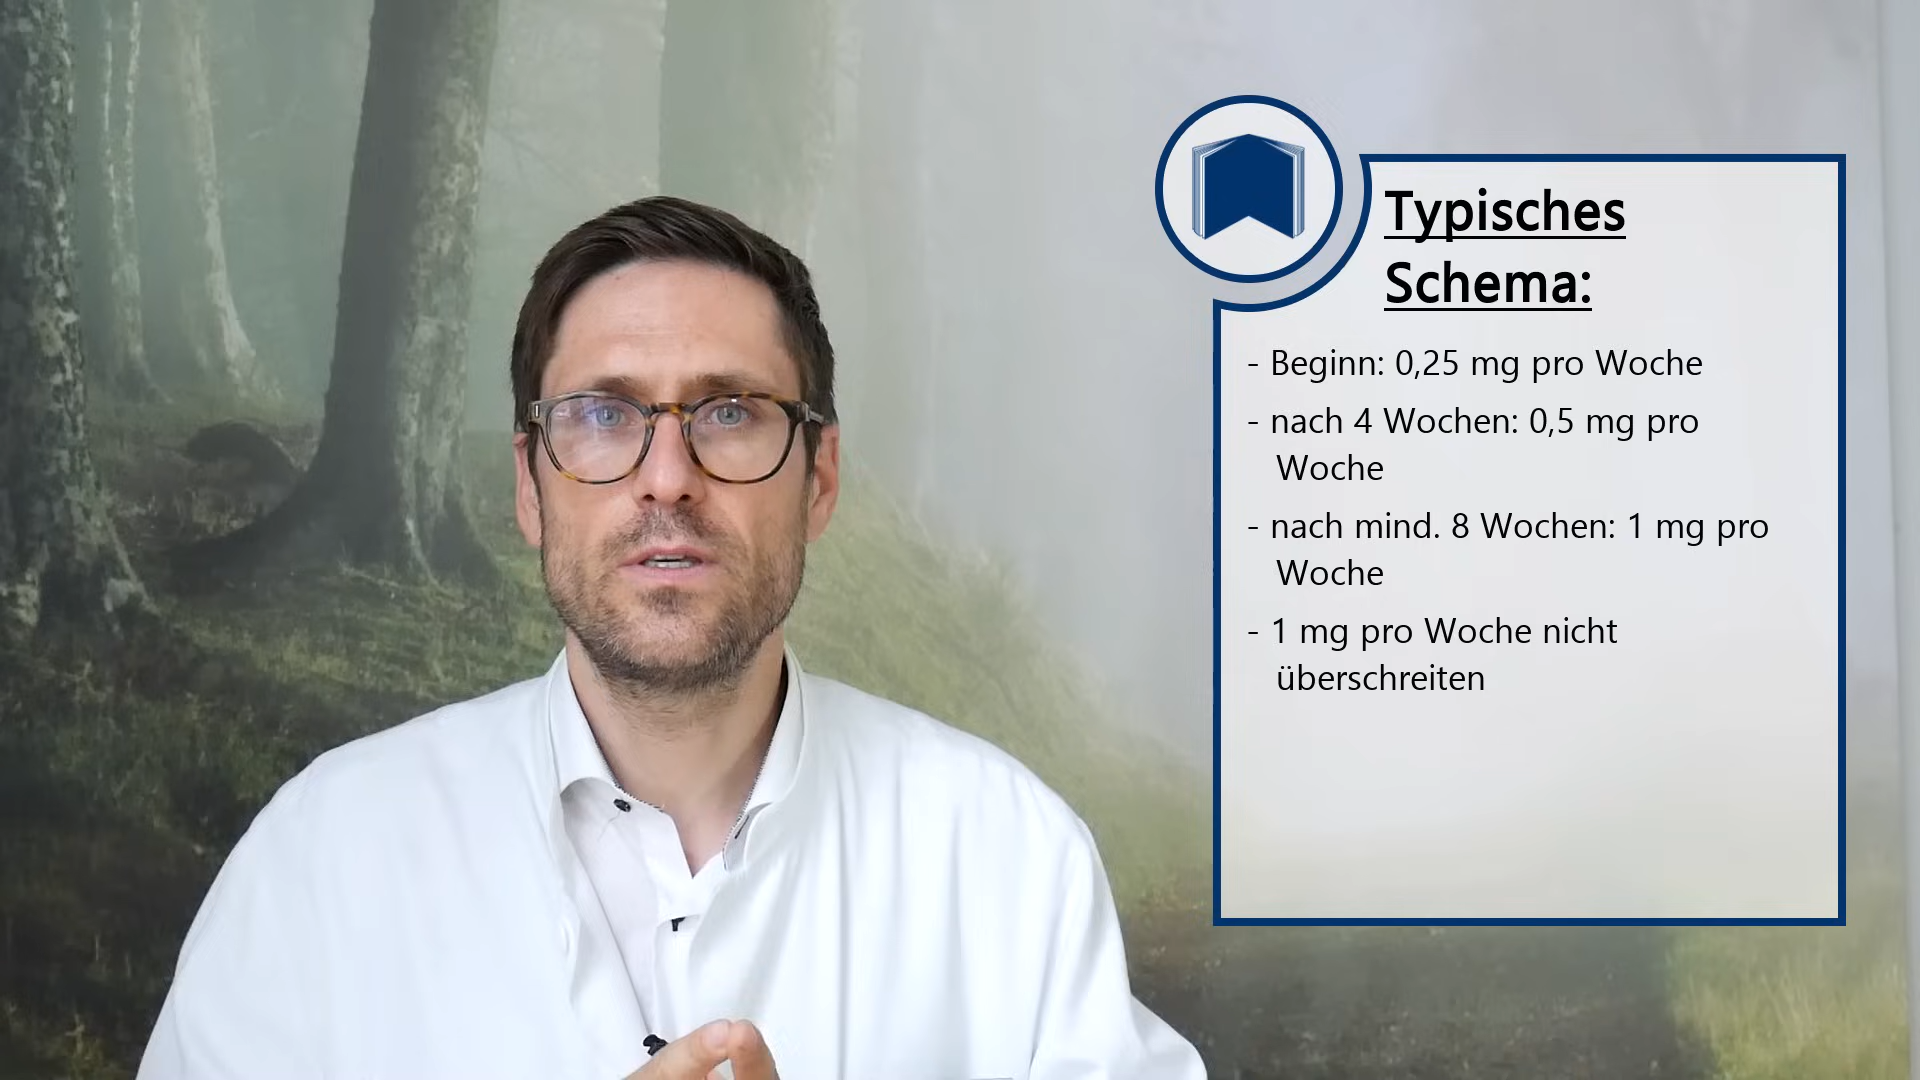 Typisches
Schema:
- Beginn: 0,25 mg pro Woche
- nach 4 Wochen: 0,5 mg pro
Woche
- nach mind. 8 Wochen: 1 mg pro
Woche
- 1 mg pro Woche nicht
überschreiten